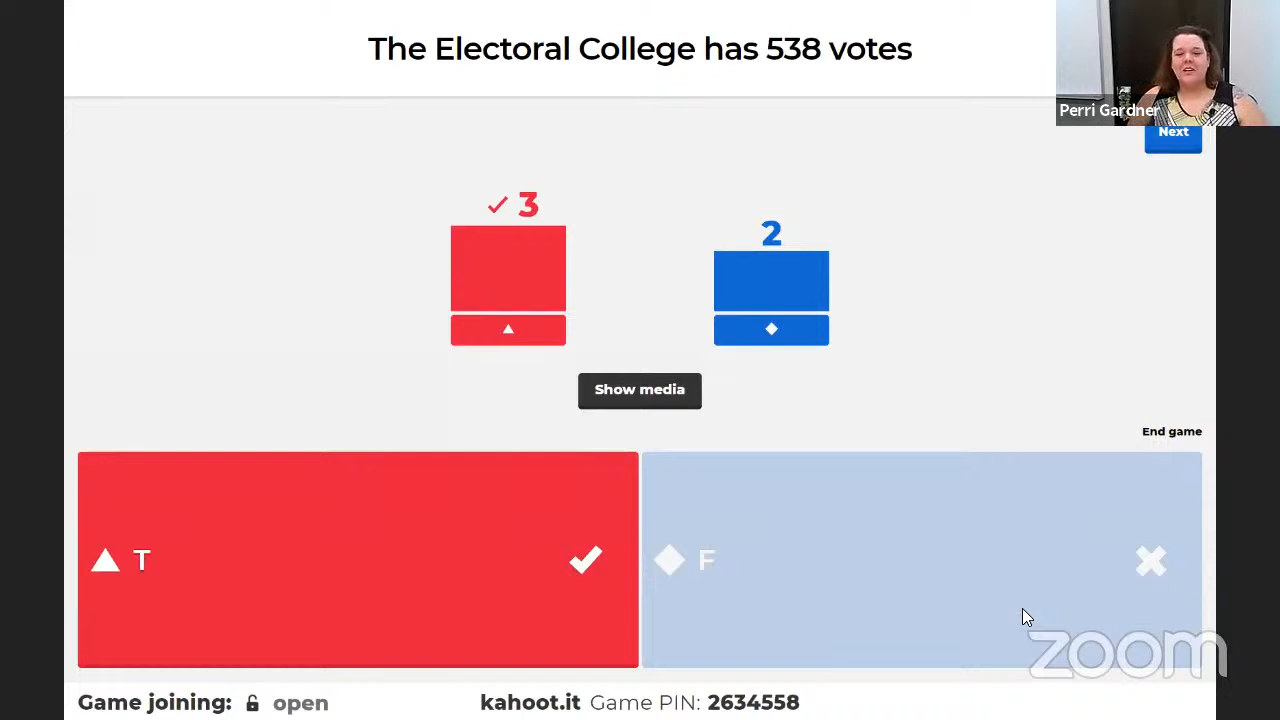 The Electoral College has 538 votes
Perri Gardner
Next
3
2
Show media
End game
T
F
zoom
Game joining: open
kahoot.it Game PIN: 2634558